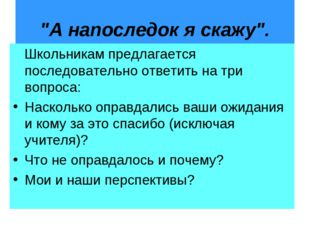 "А напоследок я скажу".
Школьникам предлагается
последовательно ответить на три
вопроса:
• Насколько оправдались ваши ожидания
и кому за это спасибо (исключая
учителя)?
• Что не оправдалось и почему?
• Мои и наши перспективы?